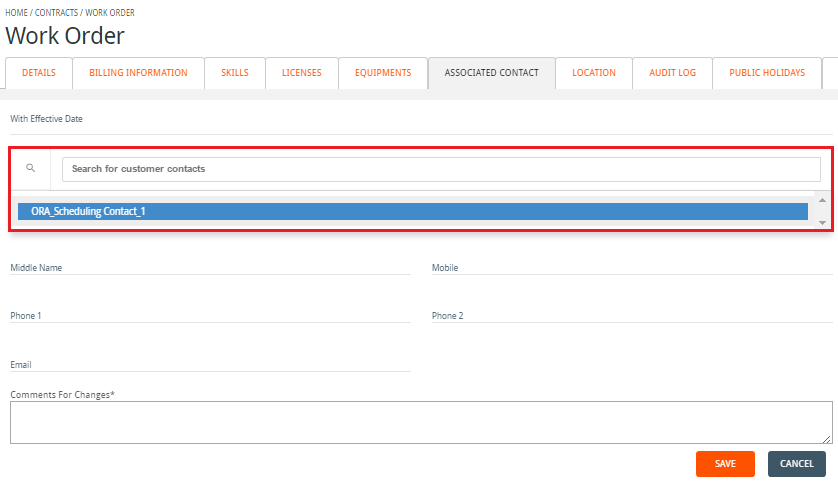 HOME / CONTRACTS / WORK ORDER
Work Order
DETAILS BILLING INFORMATION SKILLS LICENSES EQUIPMENTS ASSOCIATED CONTACT LOCATION AUDIT LOG PUBLIC HOLIDAYS
With Effective Date
Search for customer contacts
ORA_Scheduling Contact_1
Middle Name Mobile
Phone 1 Phone 2
Email
Comments For Changes*
SAVE CANCEL